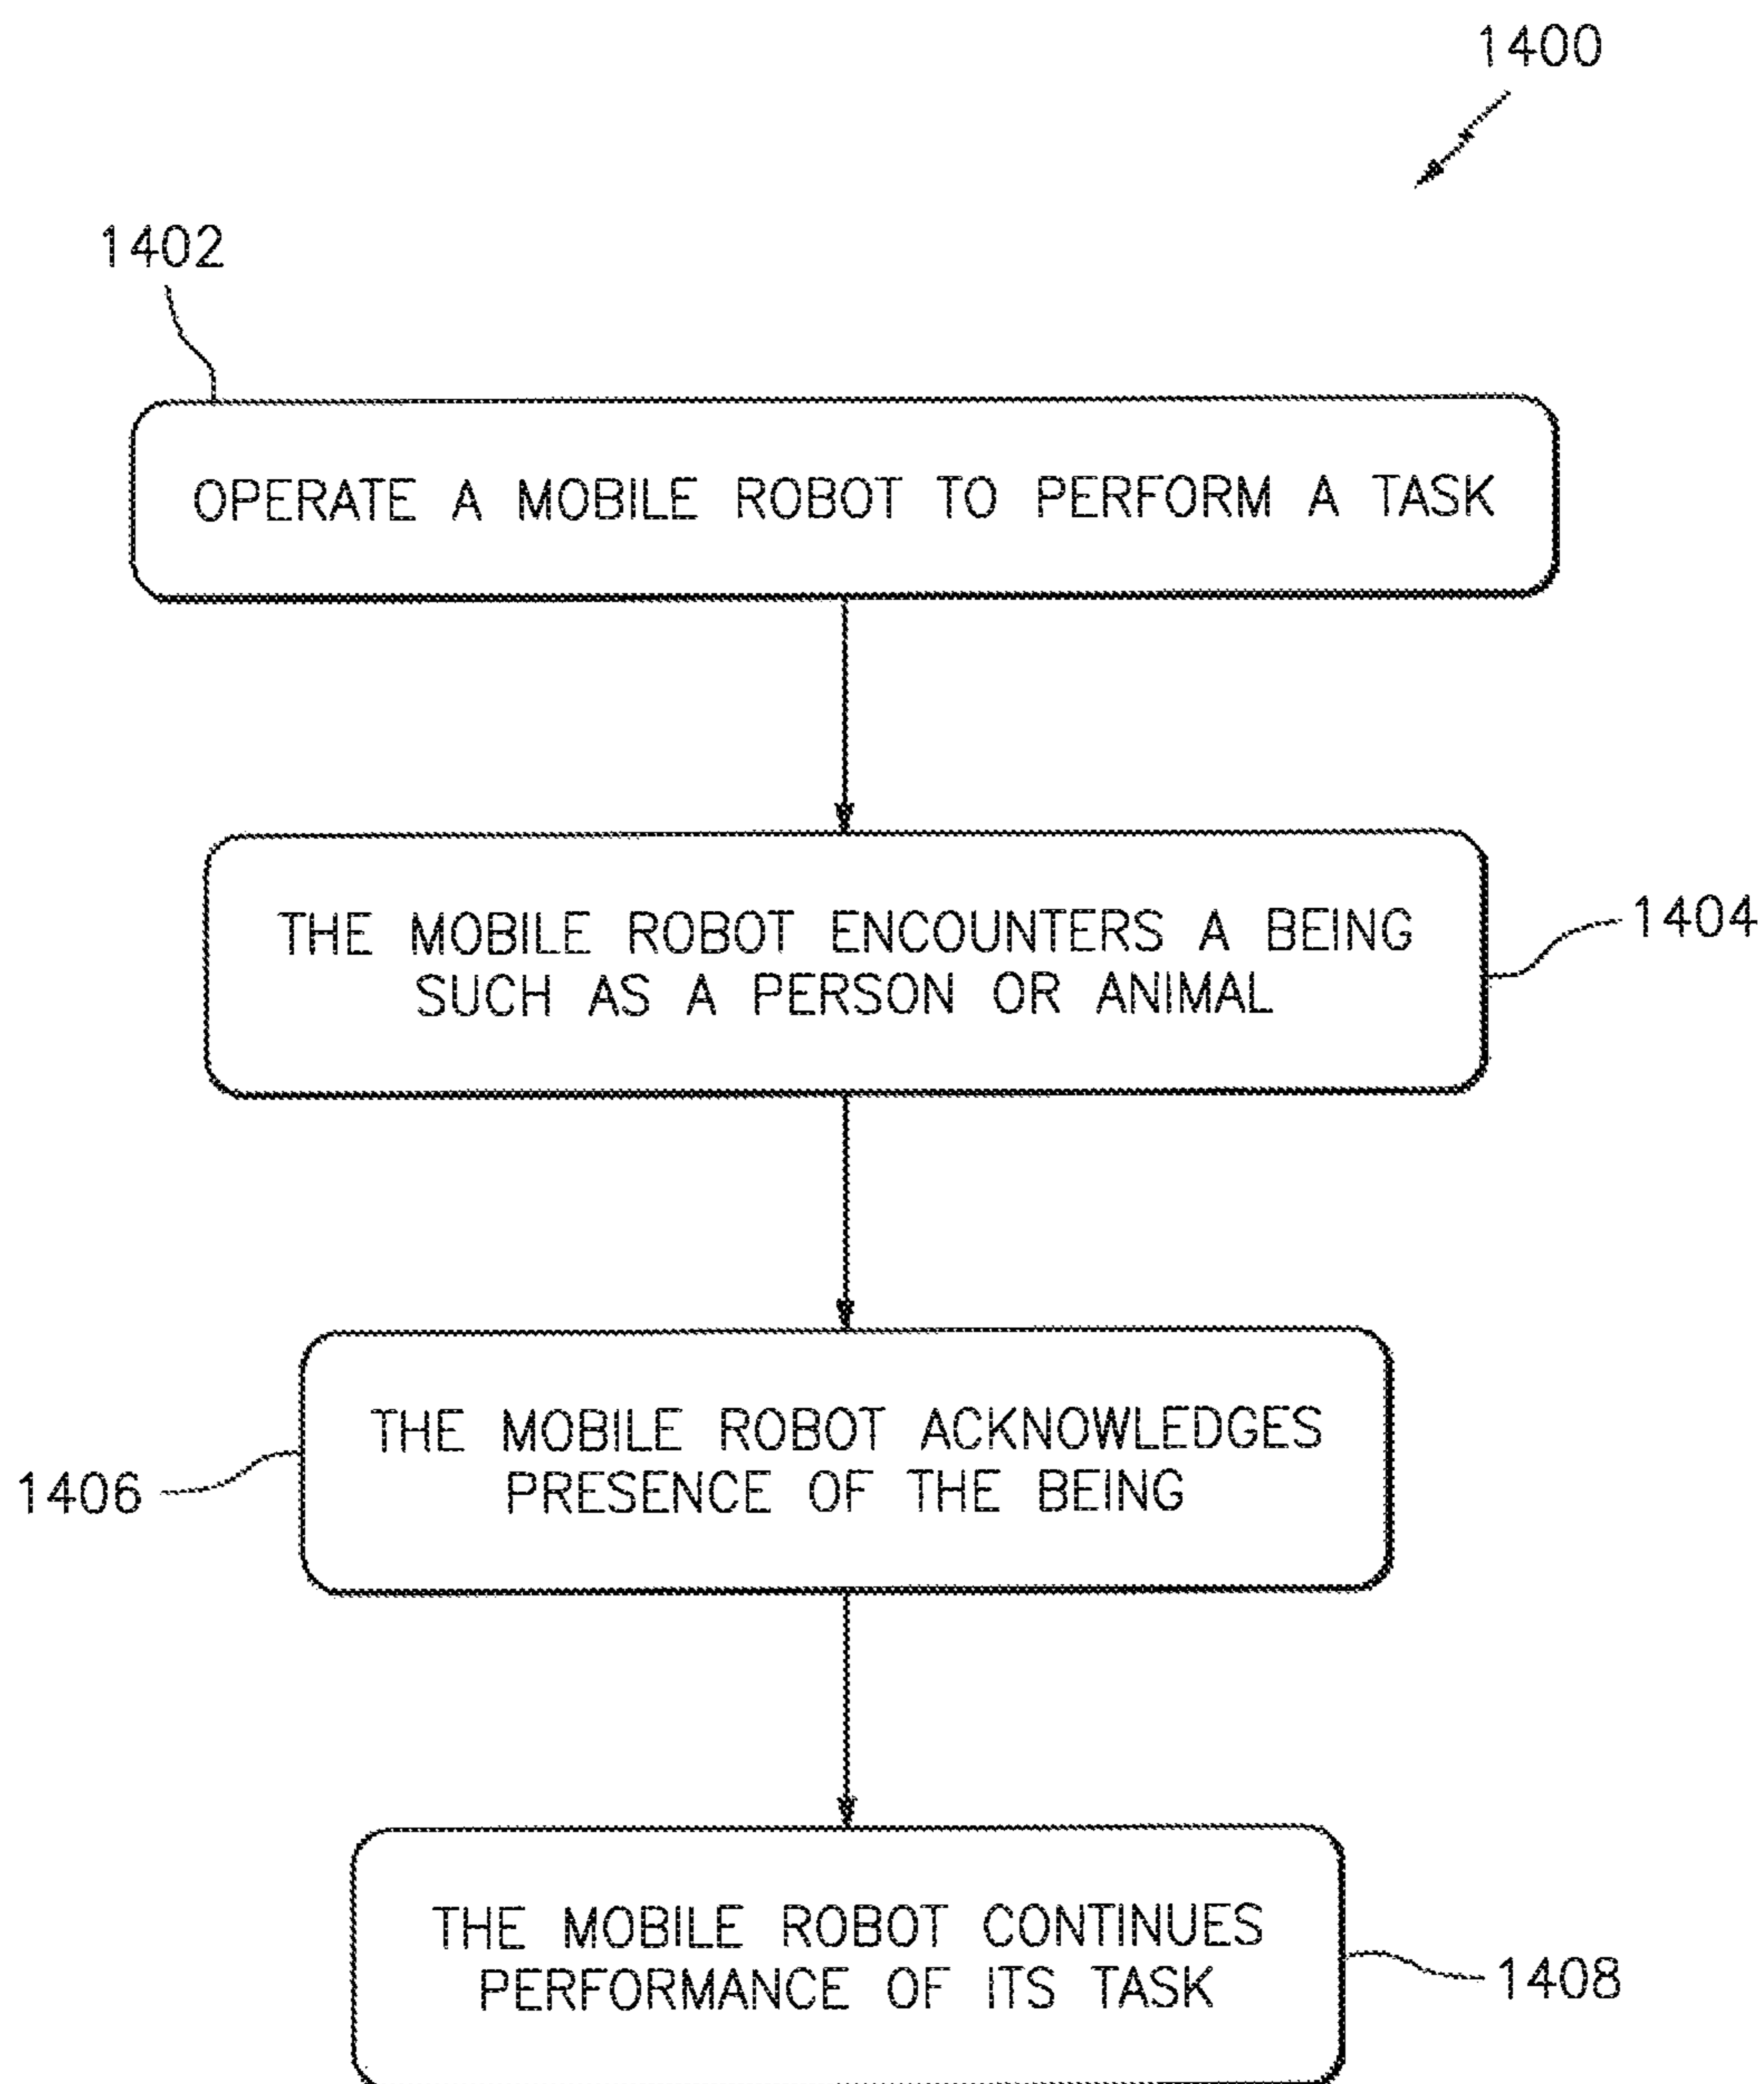 1400
1402
OPERATE A MOBILE ROBOT TO PERFORM A TASK
THE MOBILE ROBOT ENCOUNTERS A BEING
SUCH AS A PERSON OR ANIMAL
1404
THE MOBILE ROBOT ACKNOWLEDGES
PRESENCE OF THE BEING
1406
THE MOBILE ROBOT CONTINUES
PERFORMANCE OF ITS TASK
1408